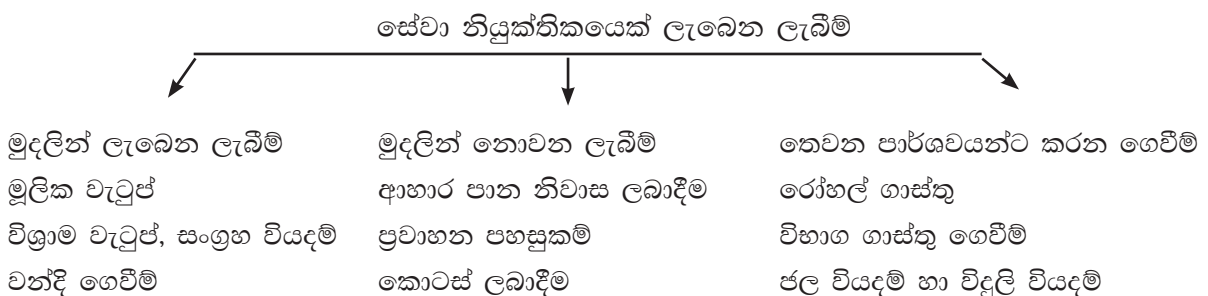 සේවා නියුක්තිකයෙක් ලැබෙන ලැබීම්
මුදලින් ලැබෙන ලැබීම් මුදලින් නොවන ලැබීම් තෙවන පාර්ශවයන්ට කරන ගෙවීම්
මූලික වැටුප් ආහාර පාන නිවාස ලබාදීම රෝහල් ගාස්තු
විශ්‍රාම වැටුප්, සංග්‍රහ වියදම් ප්‍රවාහන පහසුකම් විභාග ගාස්තු ගෙවීම්
වන්දි ගෙවීම් කොටස් ලබාදීම ජල වියදම් හා විදුලි වියදම්